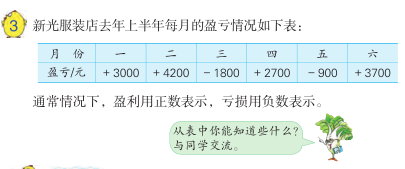 3 新光服装店去年上半年每月的盈亏情况如下表：
月 份 一 二 三 四 五 六
盈亏/元 +3000 +4200 −1800 +2700 −900 +3700
通常情况下，盈利用正数表示，亏损用负数表示。
从表中你能知道些什么？
与同学交流。